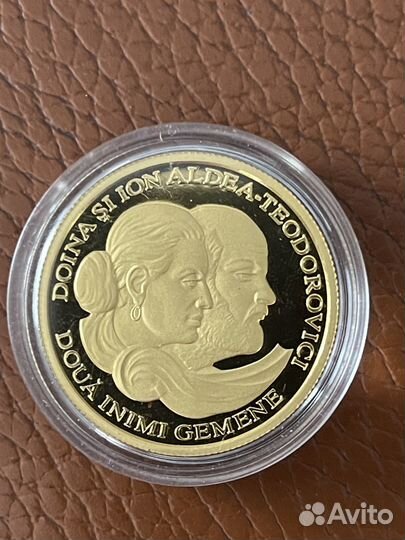 DOINA ȘI ION ALDEA-TEODOROVICI
DOUĂ INIMI GEMENE
Avito